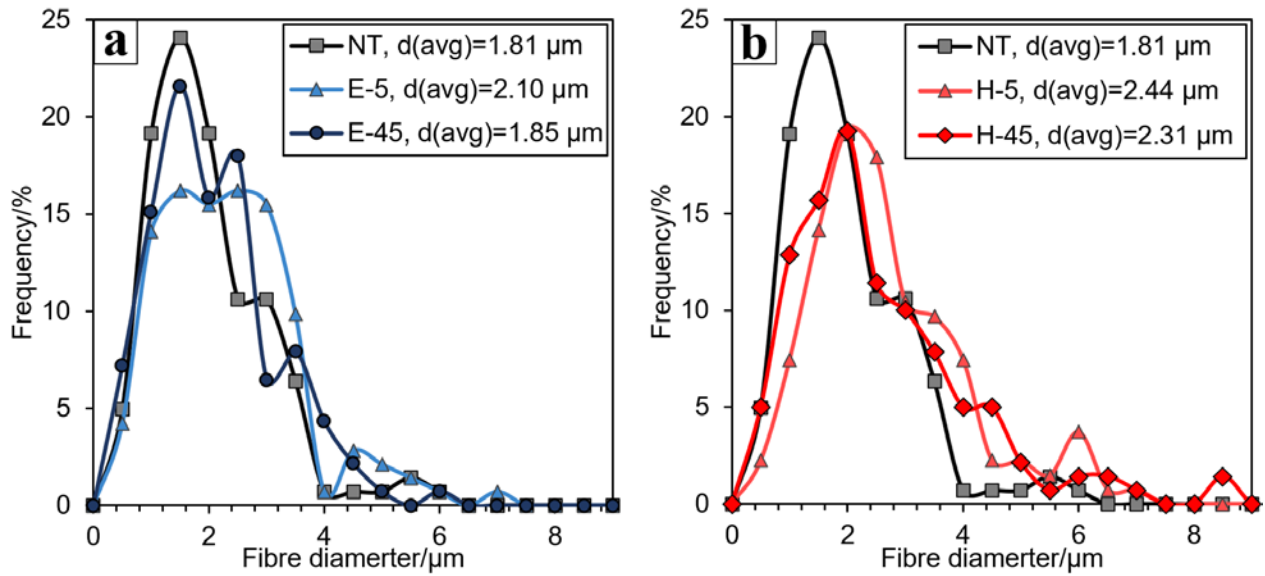 a
NT, d(avg)=1.81 µm
E-5, d(avg)=2.10 µm
E-45, d(avg)=1.85 µm
Frequency/%
25
20
15
10
5
0
0 2 4 6 8
Fibre diamerter/µm
b
NT, d(avg)=1.81 µm
H-5, d(avg)=2.44 µm
H-45, d(avg)=2.31 µm
Frequency/%
25
20
15
10
5
0
0 2 4 6 8
Fibre diamerter/µm